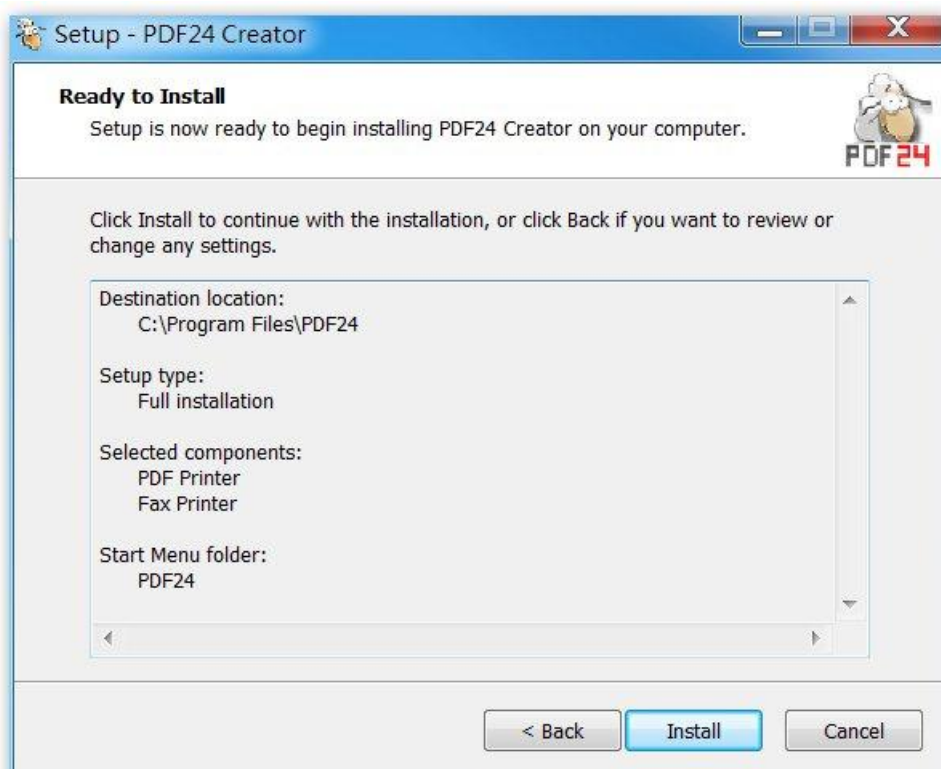 Setup - PDF24 Creator
Ready to Install
Setup is now ready to begin installing PDF24 Creator on your computer.
PDF24
Click Install to continue with the installation, or click Back if you want to review or
change any settings.
Destination location:
C:\Program Files\PDF24
Setup type:
Full installation
Selected components:
PDF Printer
Fax Printer
Start Menu folder:
PDF24
< Back
Install
Cancel